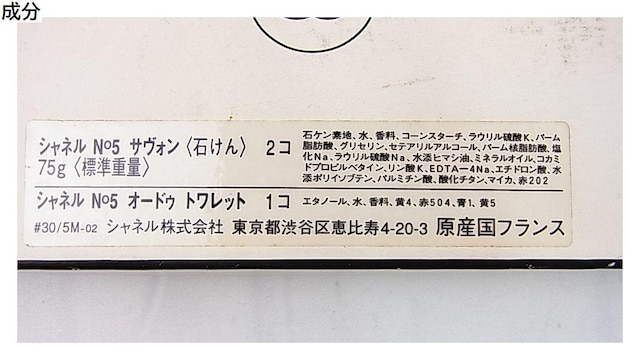 成分
シャネル Nº5 サヴォン〈石けん〉 2コ
75g〈標準重量〉
石ケン素地、水、香料、コーンスターチ、ラウリル硫酸K、パーム
脂肪酸、グリセリン、セテアリルアルコール、パーム核脂肪酸、塩
化Na、ラウリル硫酸Na、水添ヒマシ油、ミネラルオイル、コカミ
ドプロピルベタイン、リン酸K、EDTA-4Na、エチドロン酸、水
添ポリイソブテン、パルミチン酸、酸化チタン、マイカ、赤202
シャネル Nº5 オードゥ トワレット 1コ
エタノール、水、香料、黄4、赤504、青1、黄5
#30/5M-02 シャネル株式会社 東京都渋谷区恵比寿4-20-3 原産国フランス